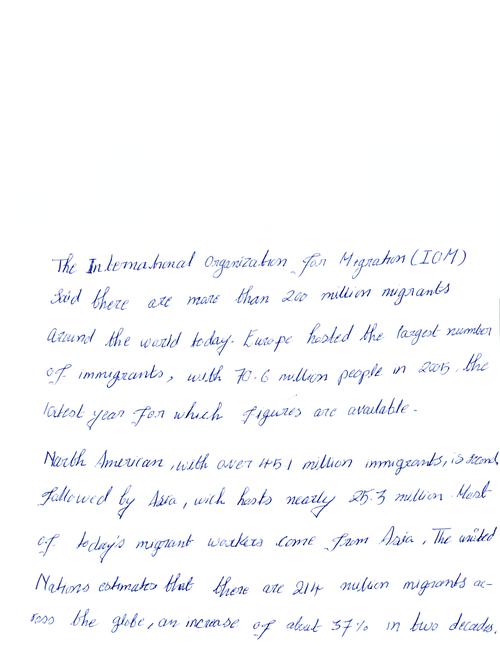 The International Organization for Migration (IOM)
Said there are more than 200 million migrants
around the world today. Europe hosted the largest number
of immigrants, with 70.6 million people in 2005, the
latest year for which figures are available.
North American, with over 45.1 million immigrants, is second,
followed by Asia, wich hosts nearly 25.3 million. Most
of today's migrant workers come from Asia. The united
Nations estimates that there are 214 million migrants ac-
ross the globe, an increase of about 37% in two decades.